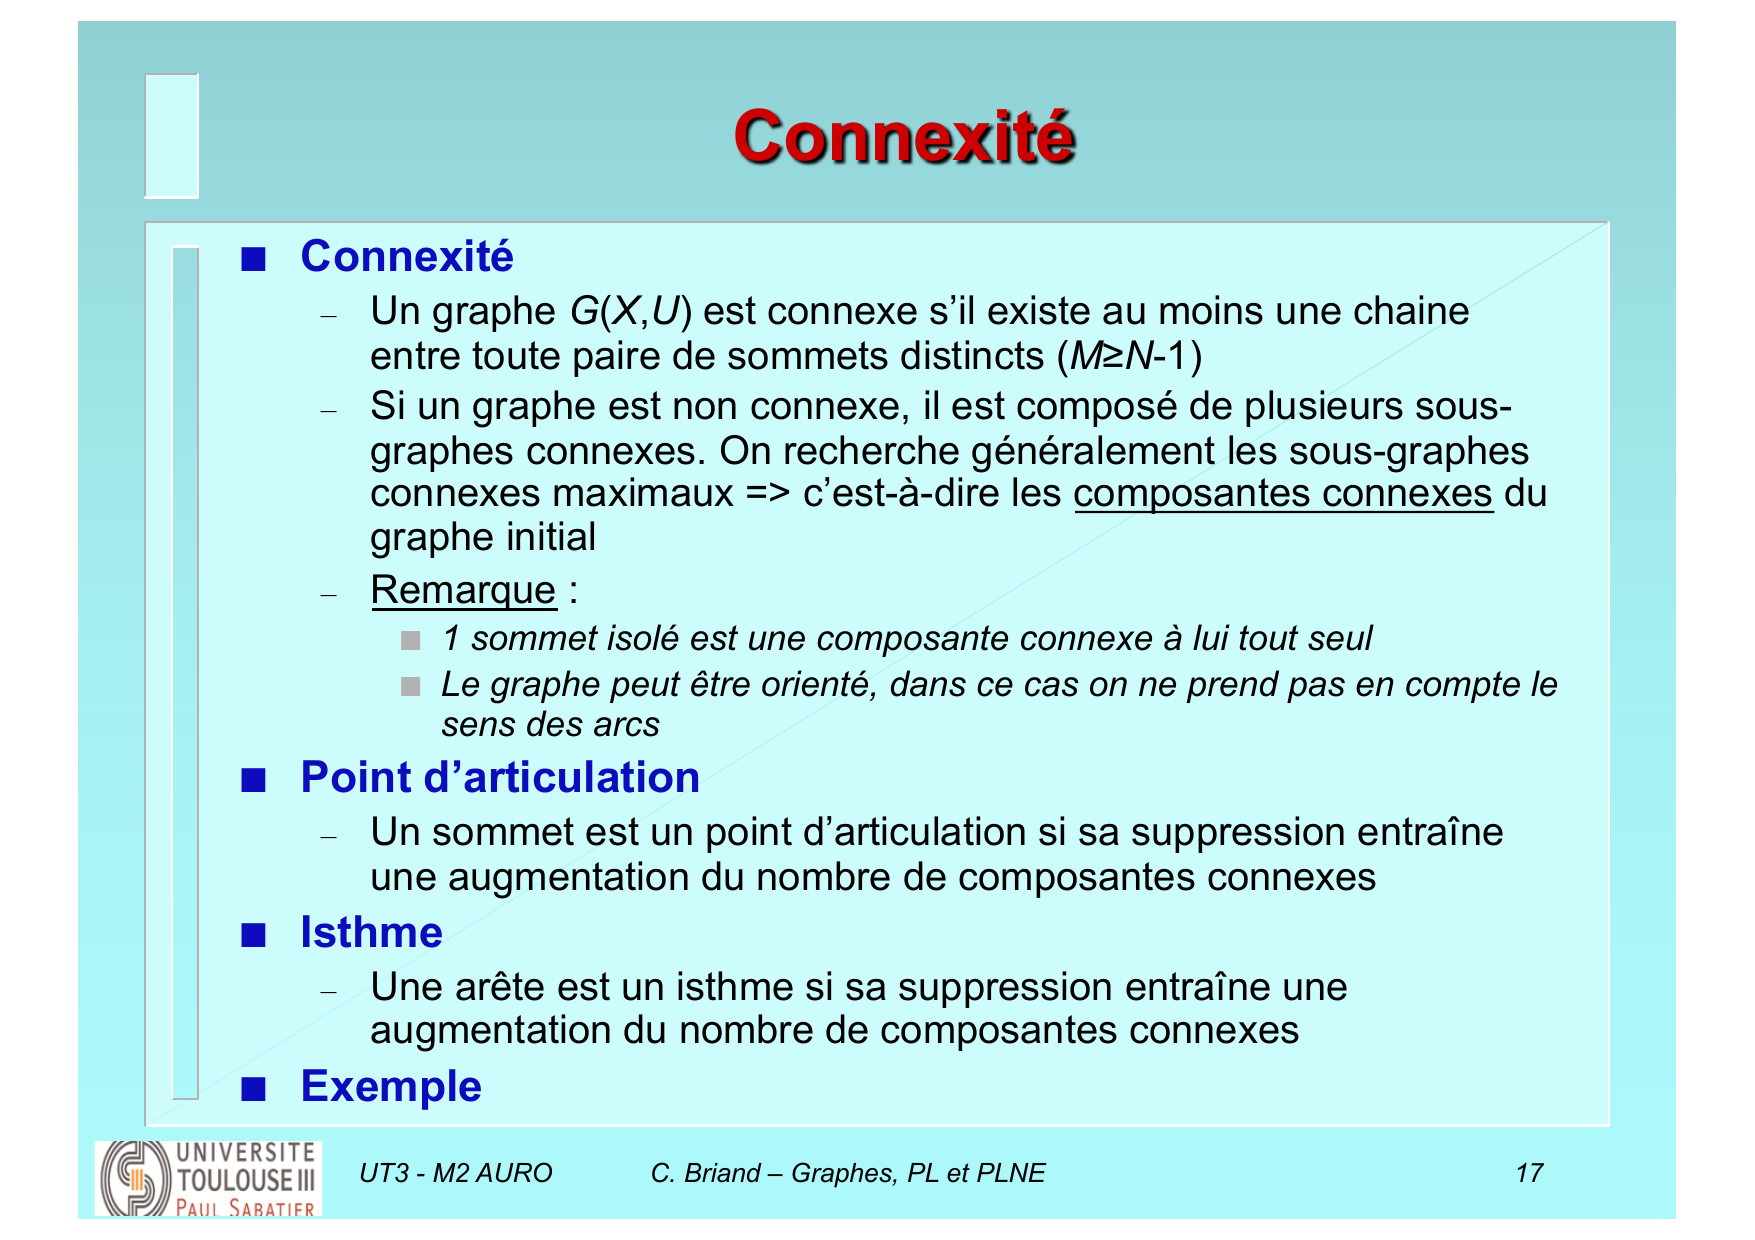 Connexité
■ Connexité
– Un graphe G(X,U) est connexe s’il existe au moins une chaine
entre toute paire de sommets distincts (M≥N-1)
– Si un graphe est non connexe, il est composé de plusieurs sous-
graphes connexes. On recherche généralement les sous-graphes
connexes maximaux => c’est-à-dire les composantes connexes du
graphe initial
– Remarque :
■ 1 sommet isolé est une composante connexe à lui tout seul
■ Le graphe peut être orienté, dans ce cas on ne prend pas en compte le
sens des arcs
■ Point d’articulation
– Un sommet est un point d’articulation si sa suppression entraîne
une augmentation du nombre de composantes connexes
■ Isthme
– Une arête est un isthme si sa suppression entraîne une
augmentation du nombre de composantes connexes
■ Exemple
UNIVERSITE
TOULOUSE III
PAUL SABATIER
UT3 - M2 AURO C. Briand – Graphes, PL et PLNE 17